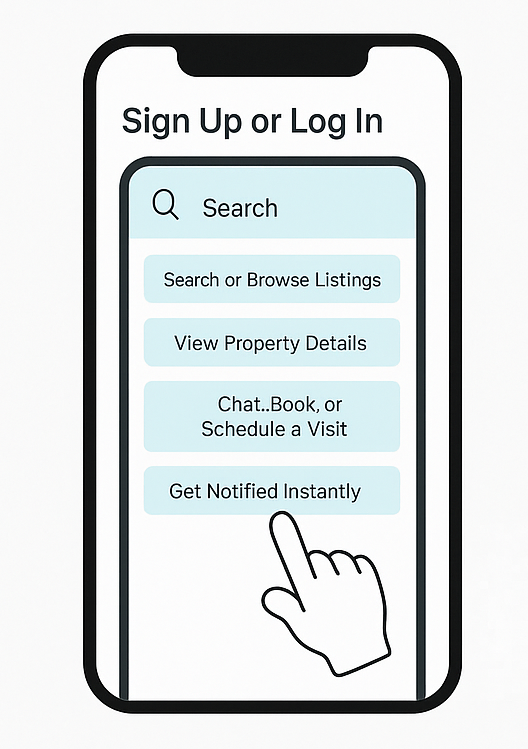 Sign Up or Log In
Search
Search or Browse Listings
View Property Details
Chat..Book, or
Schedule a Visit
Get Notified Instantly